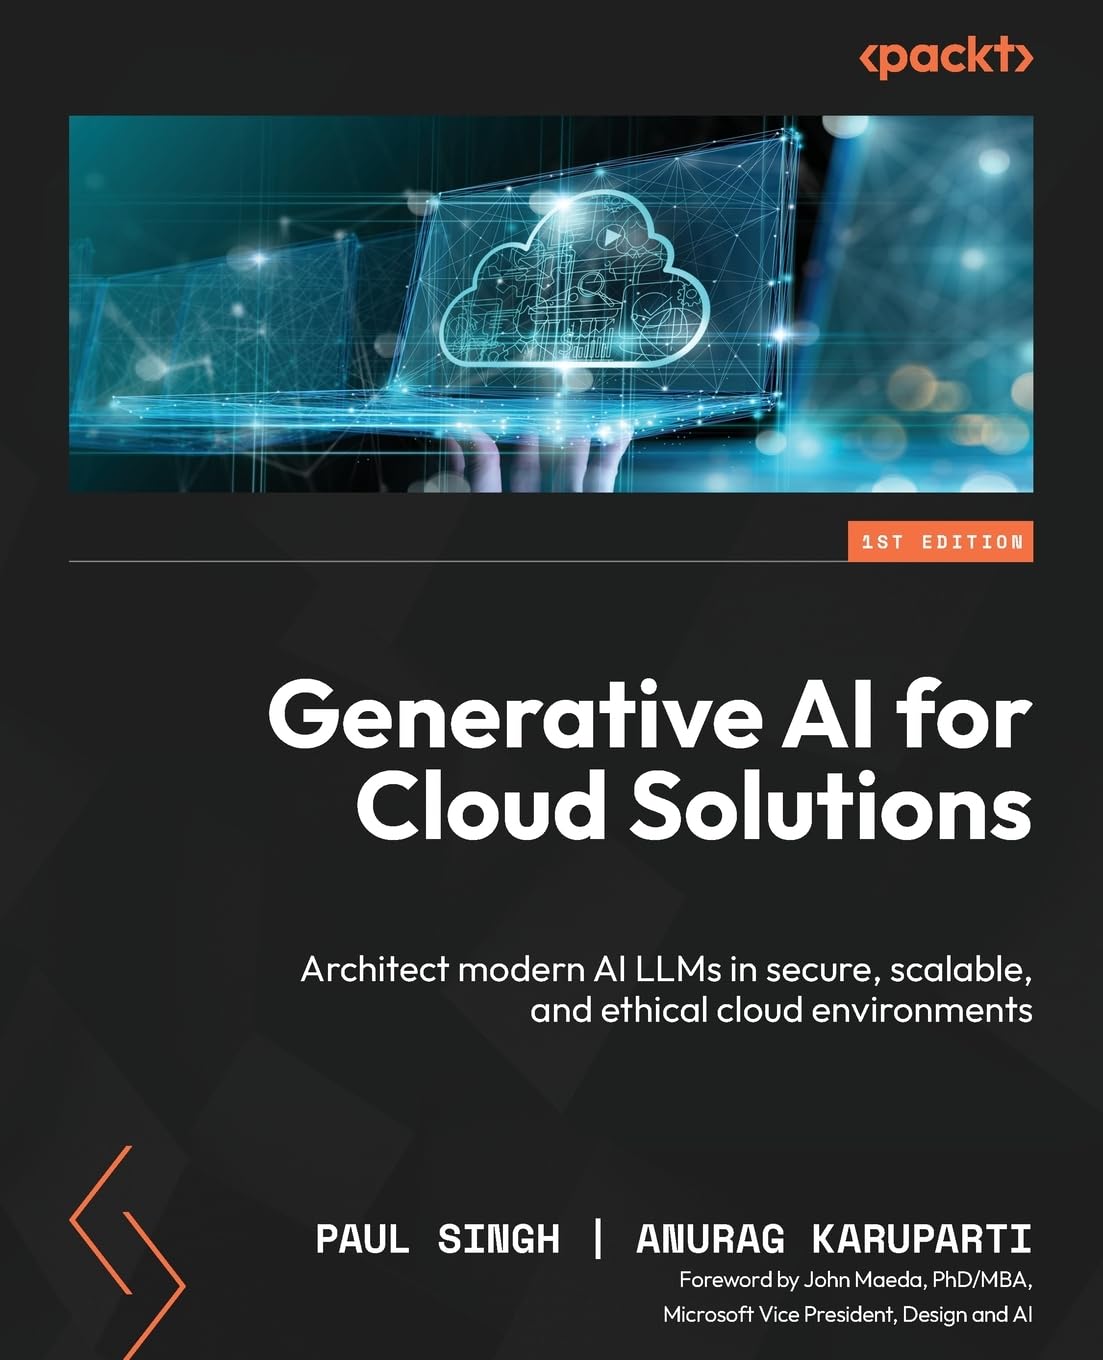 <packt>
1ST EDITION
Generative AI for
Cloud Solutions
Architect modern AI LLMs in secure, scalable,
and ethical cloud environments
PAUL SINGH | ANURAG KARUPARTI
Foreword by John Maeda, PhD/MBA,
Microsoft Vice President, Design and AI